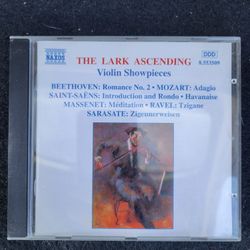 NAXOS
DDD
8.553509
THE LARK ASCENDING
Violin Showpieces
BEETHOVEN: Romance No. 2 • MOZART: Adagio
SAINT-SAËNS: Introduction and Rondo • Havanaise
MASSENET: Méditation • RAVEL: Tzigane
SARASATE: Zigeunerweisen